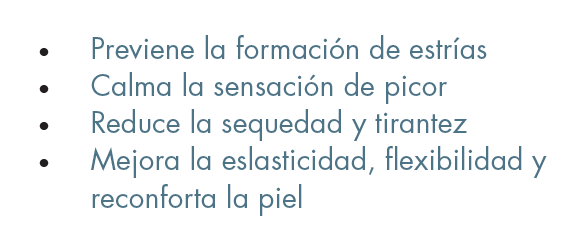 • Previene la formación de estrías
• Calma la sensación de picor
• Reduce la sequedad y tirantez
• Mejora la eslasticidad, flexibilidad y
reconforta la piel